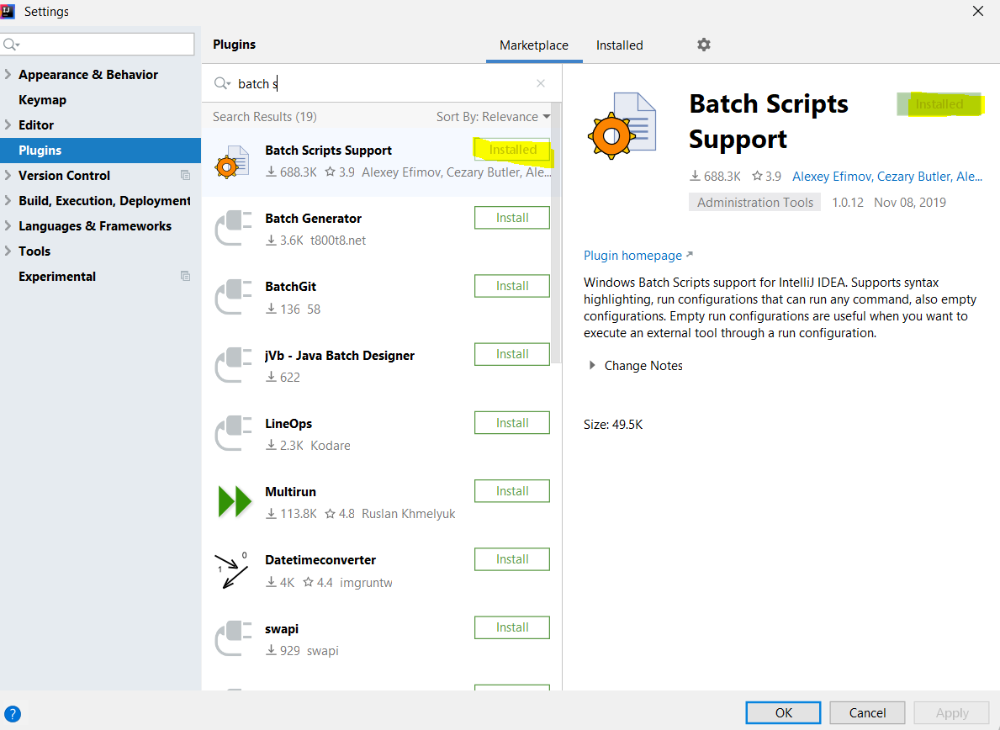 Settings
Plugins
Marketplace
Installed
Appearance & Behavior
Keymap
Editor
Plugins
Version Control
Build, Execution, Deployment
Languages & Frameworks
Tools
Experimental
batch s
Search Results (19)
Sort By: Relevance
Batch Scripts Support
Installed
688.3K 3.9 Alexey Efimov, Cezary Butler, Ale...
Batch Generator
Install
3.6K t800t8.net
BatchGit
Install
136 58
jVb - Java Batch Designer
Install
622
LineOps
Install
2.3K Kodare
Multirun
Install
113.8K 4.8 Ruslan Khmelyuk
0
1
Datetimeconverter
Install
4K 4.4 imgruntw
swapi
Install
929 swapi
Batch Scripts
Support
Installed
688.3K 3.9 Alexey Efimov, Cezary Butler, Ale...
Administration Tools 1.0.12 Nov 08, 2019
Plugin homepage
Windows Batch Scripts support for IntelliJ IDEA. Supports syntax
highlighting, run configurations that can run any command, also empty
configurations. Empty run configurations are useful when you want to
execute an external tool through a run configuration.
Change Notes
Size: 49.5K
?
OK
Cancel
Apply